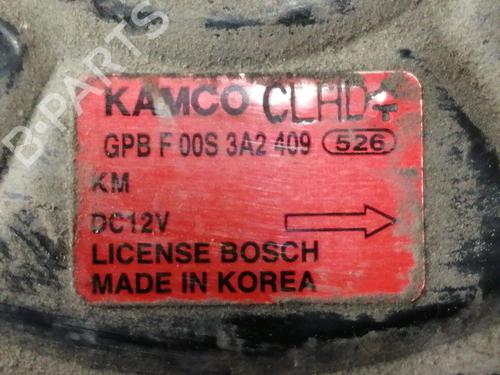 B-PARTS
KAMCO CLHD
GPB F 00S 3A2 409 526
KM
DC12V
LICENSE BOSCH
MADE IN KOREA